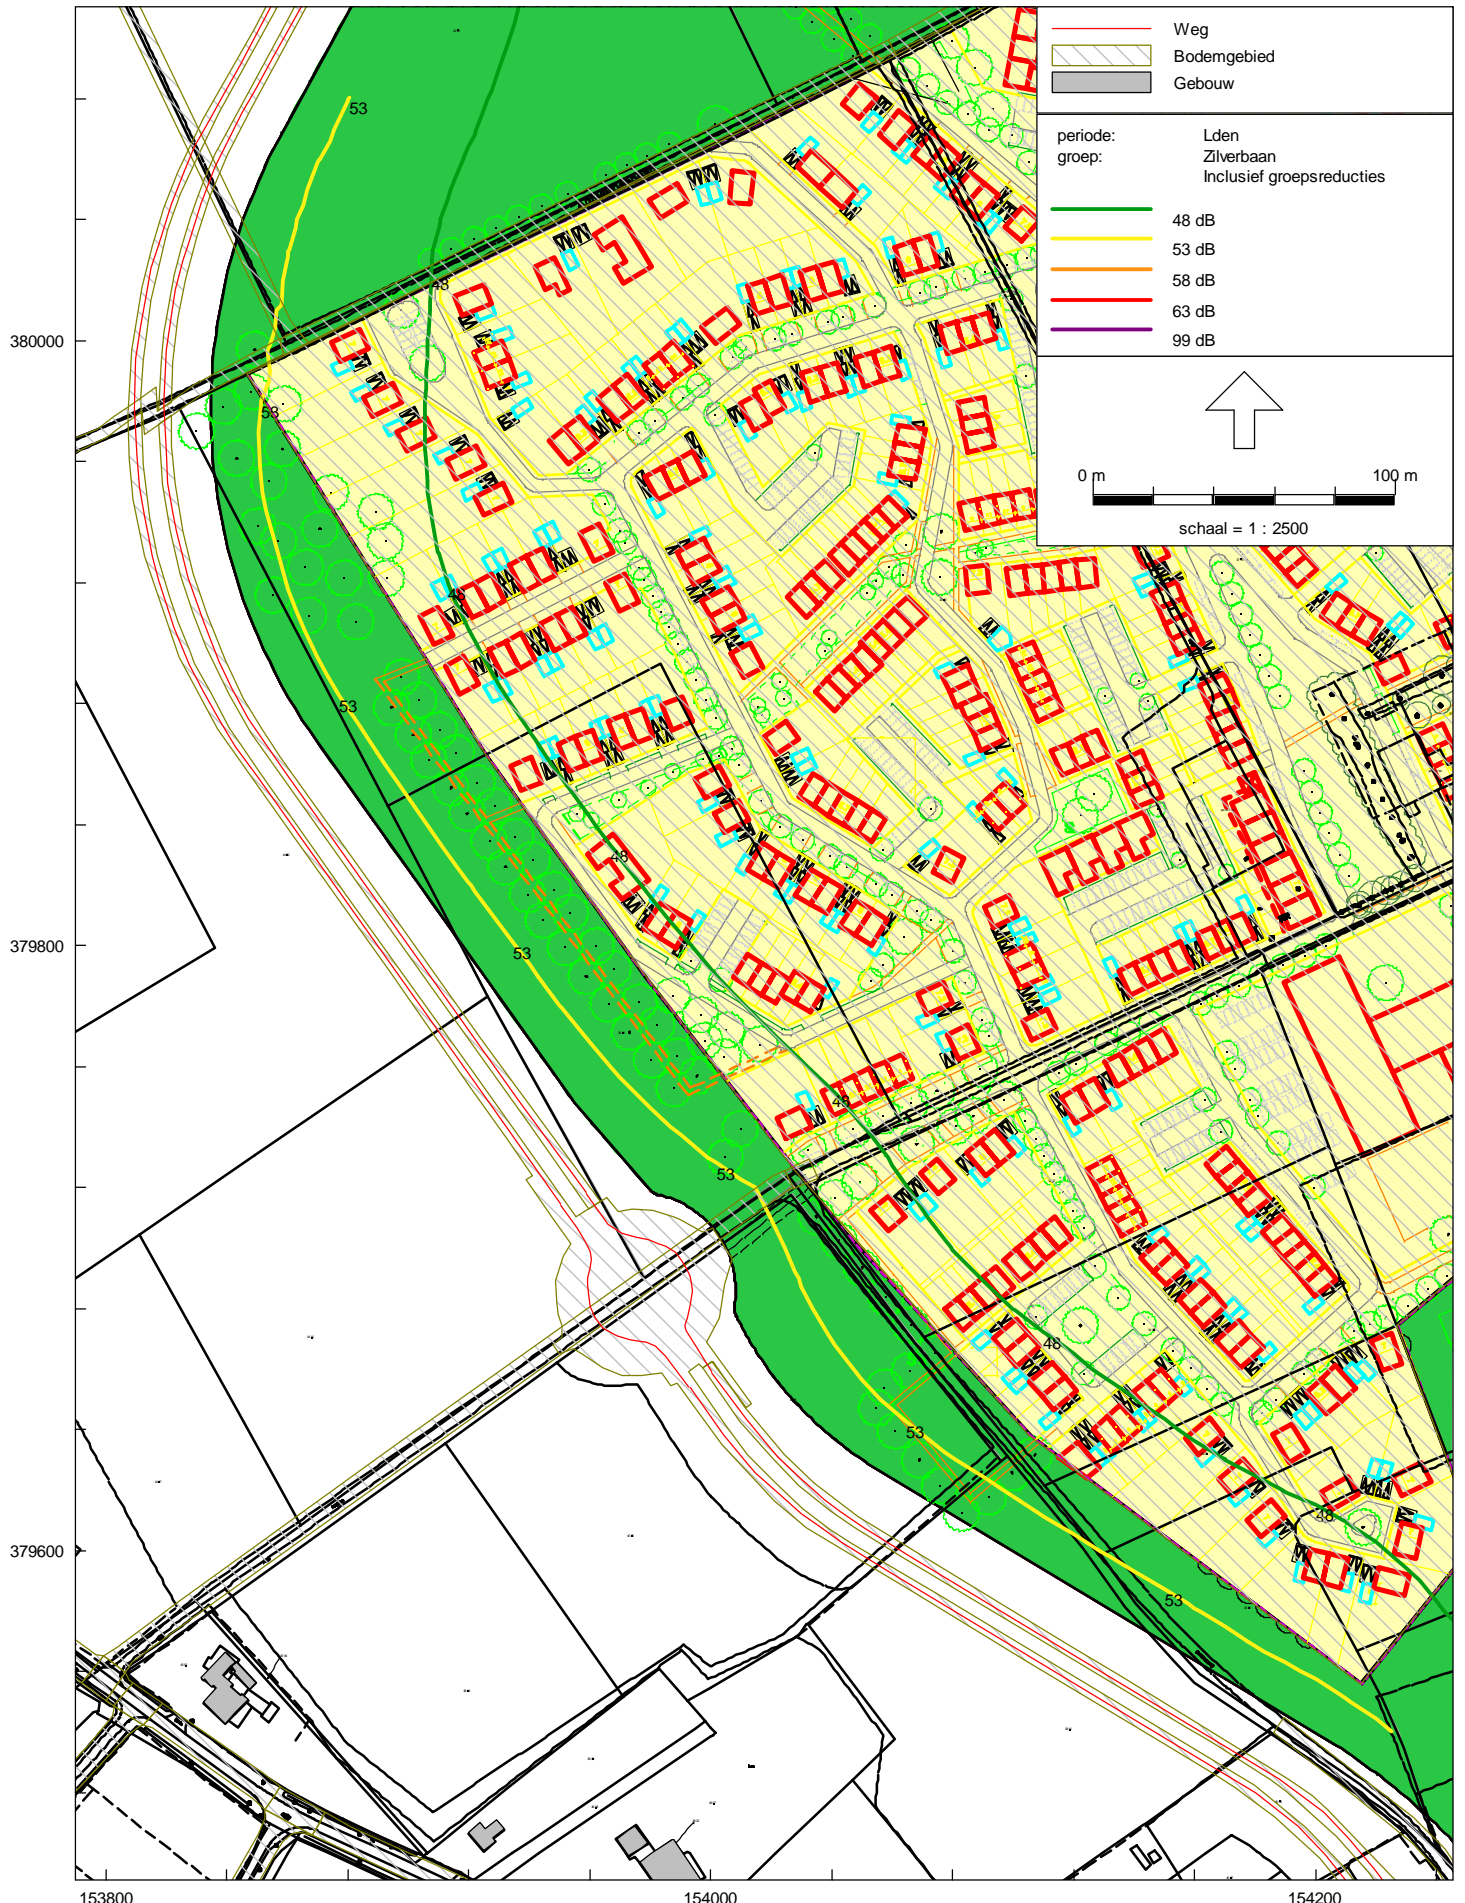 Weg
Bodemgebied
Gebouw
periode: Lden
groep: Zilverbaan
Inclusief groepsreducties
48 dB
53 dB
58 dB
63 dB
99 dB
0 m 100 m
schaal = 1 : 2500
53
48
380000
53
48
53
48
379800
53
48
53
48
53
379600
48
53
153800 154000 154200